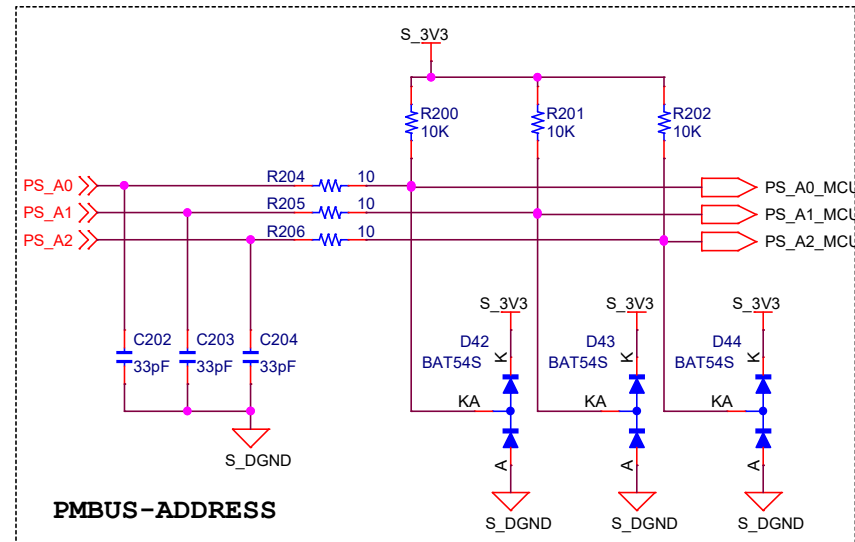 S_3V3
R200
10K
R201
10K
R202
10K
PS_A0 R204 10 PS_A0_MCU
PS_A1 R205 10 PS_A1_MCU
PS_A2 R206 10 PS_A2_MCU
S_3V3 S_3V3 S_3V3
C202
33pF
C203
33pF
C204
33pF
D42
BAT54S
K
KA
A
D43
BAT54S
K
KA
A
D44
BAT54S
K
KA
A
S_DGND
S_DGND S_DGND S_DGND
PMBUS-ADDRESS